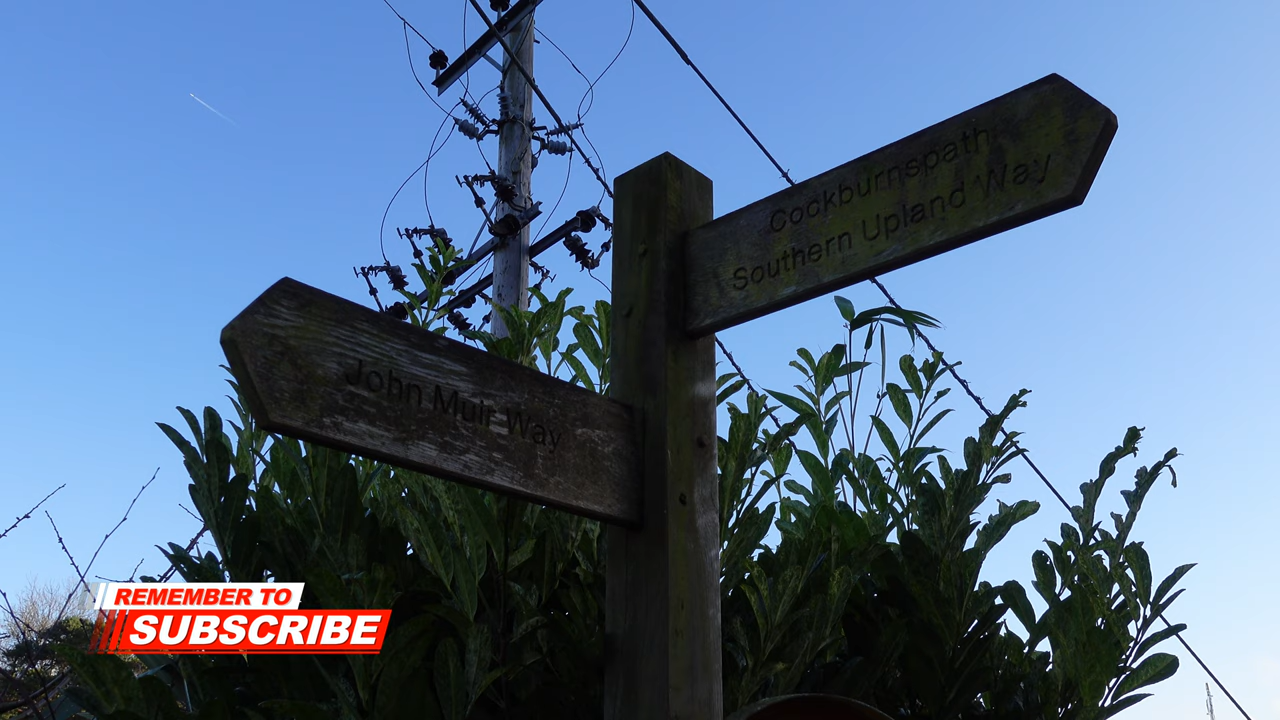 Cockburnspath
Southern Upland Way
John Muir Way
REMEMBER TO
SUBSCRIBE